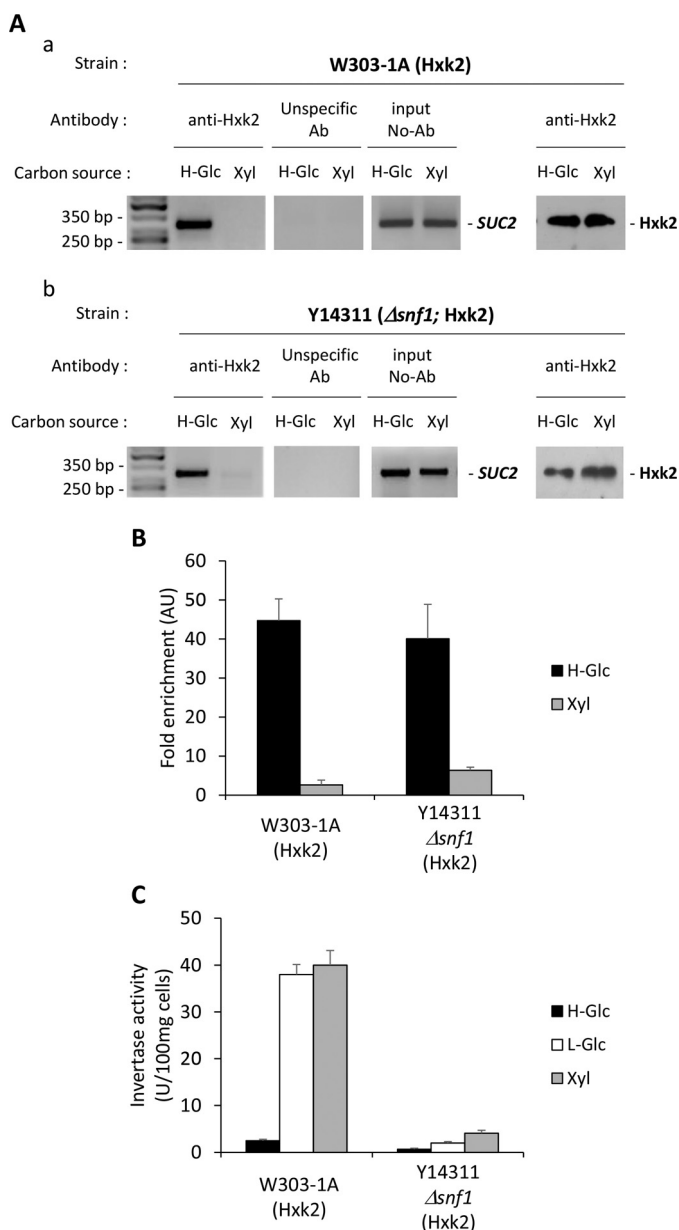 A
a
Strain : W303-1A (Hxk2)
Antibody : anti-Hxk2 Unspecific Ab input No-Ab anti-Hxk2
Carbon source : H-Glc Xyl H-Glc Xyl H-Glc Xyl H-Glc Xyl
350 bp -
250 bp -
- SUC2
- Hxk2
b
Strain : Y14311 (Δsnf1; Hxk2)
Antibody : anti-Hxk2 Unspecific Ab input No-Ab anti-Hxk2
Carbon source : H-Glc Xyl H-Glc Xyl H-Glc Xyl H-Glc Xyl
350 bp -
250 bp -
- SUC2
- Hxk2
B
Fold enrichment (AU)
60
50
40
30
20
10
0
H-Glc
Xyl
W303-1A
(Hxk2)
Y14311
Δsnf1
(Hxk2)
C
Invertase activity
(U/100mg cells)
50
40
30
20
10
0
H-Glc
L-Glc
Xyl
W303-1A
(Hxk2)
Y14311
Δsnf1
(Hxk2)